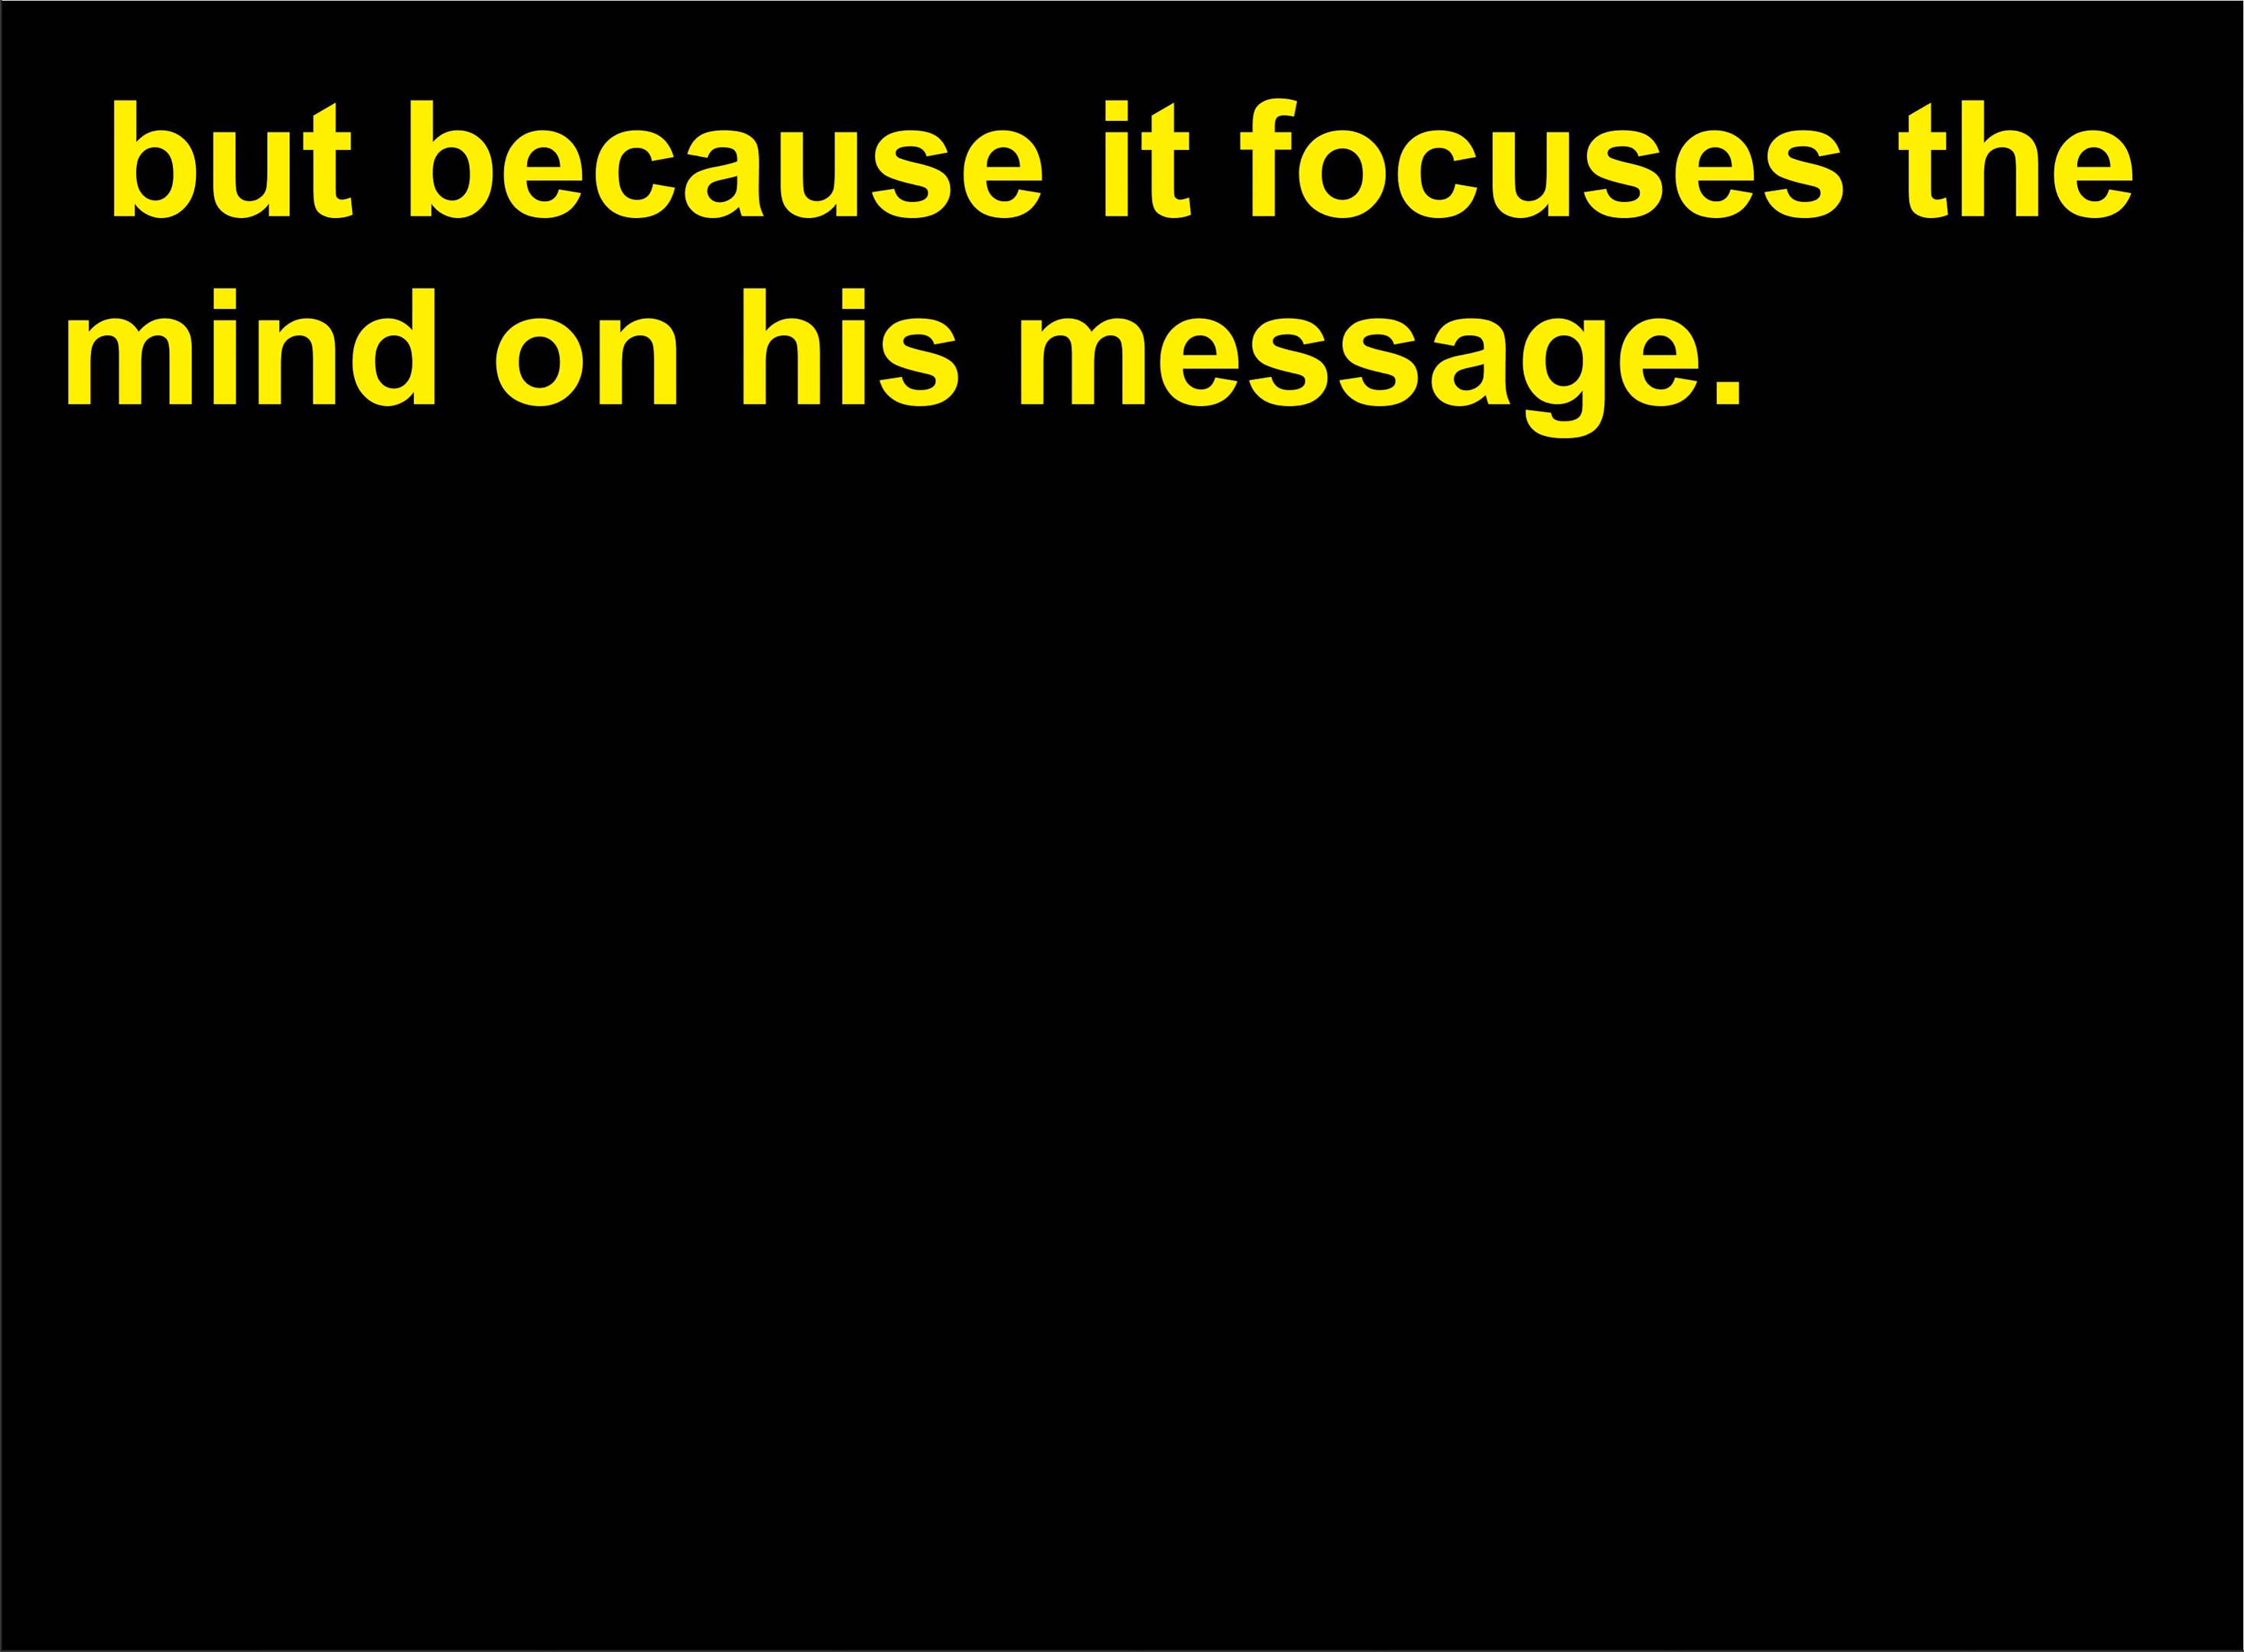 but because it focuses the
mind on his message.